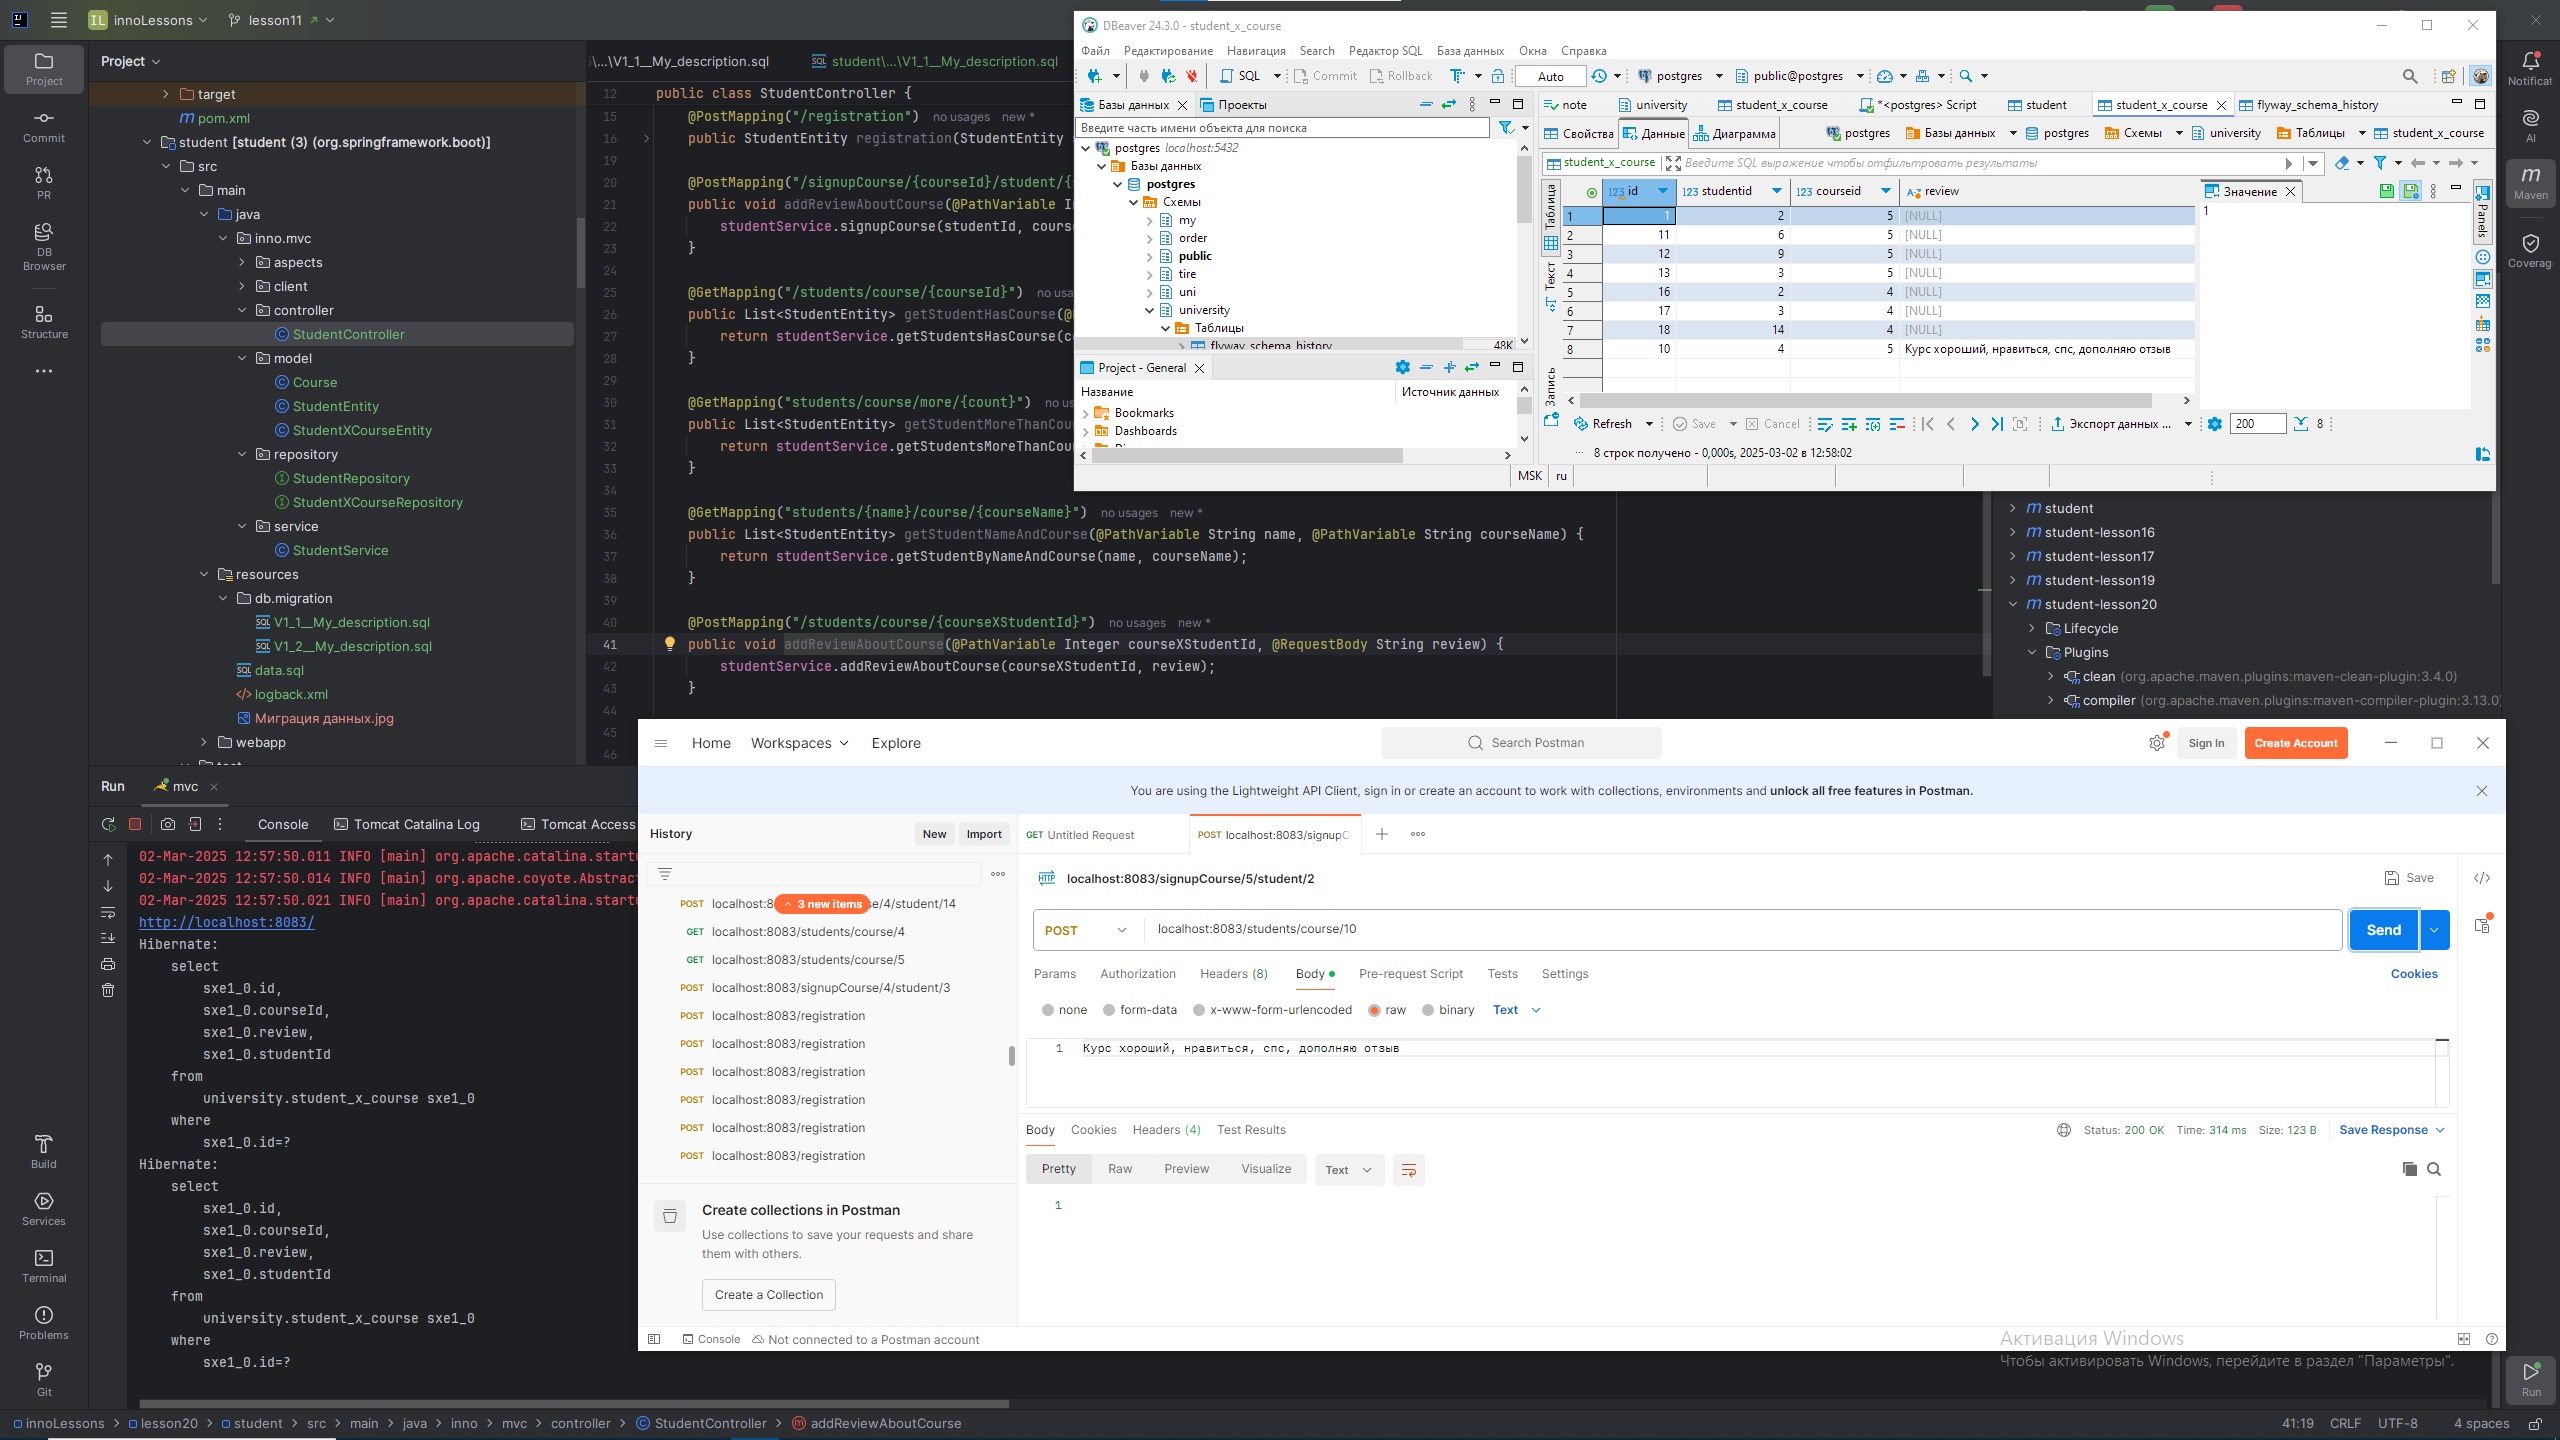 innoLessons
lesson11
Project
Commit
PR
DB Browser
Structure
Project
target
pom.xml
student [student (3) (org.springframework.boot)]
src
main
java
inno.mvc
aspects
client
controller
StudentController
model
Course
StudentEntity
StudentXCourseEntity
repository
StudentRepository
StudentXCourseRepository
service
StudentService
resources
db.migration
V1_1__My_description.sql
V1_2__My_description.sql
data.sql
logback.xml
Миграция данных.jpg
webapp
\...\V1_1__My_description.sql
student\...\V1_1__My_description.sql
12 public class StudentController {
15 @PostMapping("/registration") no usages new *
16 public StudentEntity registration(StudentEntity
19
20 @PostMapping("/signupCourse/{courseId}/student/{
21 public void addReviewAboutCourse(@PathVariable I
22 studentService.signupCourse(studentId, cours
23 }
24
25 @GetMapping("/students/course/{courseId}") no usa
26 public List<StudentEntity> getStudentsHasCourse(@
27 return studentService.getStudentsHasCourse(c
28 }
29
30 @GetMapping("students/course/more/{count}") no us
31 public List<StudentEntity> getStudentsMoreThanCou
32 return studentService.getStudentsMoreThanCou
33 }
34
35 @GetMapping("students/{name}/course/{courseName}") no usages new *
36 public List<StudentEntity> getStudentNameAndCourse(@PathVariable String name, @PathVariable String courseName) {
37 return studentService.getStudentByNameAndCourse(name, courseName);
38 }
39
40 @PostMapping("/students/course/{courseXStudentId}") no usages new *
41 public void addReviewAboutCourse(@PathVariable Integer courseXStudentId, @RequestBody String review) {
42 studentService.addReviewAboutCourse(courseXStudentId, review);
43 }
44
45
46
DBeaver 24.3.0 - student_x_course
Файл Редактирование Навигация Search Редактор SQL База данных Окна Справка
SQL Commit Rollback Auto postgres public@postgres
Базы данных Проекты
Введите часть имени объекта для поиска
postgres localhost:5432
Базы данных
postgres
Схемы
my
order
public
tire
uni
university
Таблицы
flyway_schema_history 48K
Project - General
Название Источник данных
Bookmarks
Dashboards
note university student_x_course *<postgres> Script student student_x_course flyway_schema_history
Свойства Данные Диаграмма postgres Базы данных postgres Схемы university Таблицы student_x_course
student_x_course Введите SQL выражение чтобы отфильтровать результаты
Таблица
Текст
Запись
123 id 123 studentid 123 courseid A-z review
1 1 2 5 [NULL]
2 11 6 5 [NULL]
3 12 9 5 [NULL]
4 13 3 5 [NULL]
5 16 2 4 [NULL]
6 17 3 4 [NULL]
7 18 14 4 [NULL]
8 10 4 5 Курс хороший, нравиться, спс, дополняю отзыв
Значение
1
Panels
Refresh Save Cancel Экспорт данных ... 200 8
8 строк получено - 0,000s, 2025-03-02 в 12:58:02
MSK ru
Notificat
AI
Maven
Coverag
student
student-lesson16
student-lesson17
student-lesson19
student-lesson20
Lifecycle
Plugins
clean (org.apache.maven.plugins:maven-clean-plugin:3.4.0)
compiler (org.apache.maven.plugins:maven-compiler-plugin:3.13.0)
Run mvc
Console Tomcat Catalina Log Tomcat Access
02-Mar-2025 12:57:50.011 INFO [main] org.apache.catalina.startu
02-Mar-2025 12:57:50.014 INFO [main] org.apache.coyote.Abstract
02-Mar-2025 12:57:50.021 INFO [main] org.apache.catalina.startu
http://localhost:8083/
Hibernate:
select
sxe1_0.id,
sxe1_0.courseId,
sxe1_0.review,
sxe1_0.studentId
from
university.student_x_course sxe1_0
where
sxe1_0.id=?
Hibernate:
select
sxe1_0.id,
sxe1_0.courseId,
sxe1_0.review,
sxe1_0.studentId
from
university.student_x_course sxe1_0
where
sxe1_0.id=?
Build
Services
Terminal
Problems
Git
Home Workspaces Explore
Search Postman
Sign In Create Account
You are using the Lightweight API Client, sign in or create an account to work with collections, environments and unlock all free features in Postman.
History New Import
3 new items
POST localhost:8 se/4/student/14
GET localhost:8083/students/course/4
GET localhost:8083/students/course/5
POST localhost:8083/signupCourse/4/student/3
POST localhost:8083/registration
POST localhost:8083/registration
POST localhost:8083/registration
POST localhost:8083/registration
POST localhost:8083/registration
POST localhost:8083/registration
Create collections in Postman
Use collections to save your requests and share
them with others.
Create a Collection
GET Untitled Request
POST localhost:8083/signupC
HTTP localhost:8083/signupCourse/5/student/2
Save
POST localhost:8083/students/course/10
Send
Params Authorization Headers (8) Body Pre-request Script Tests Settings Cookies
none form-data x-www-form-urlencoded raw binary Text
1 Курс хороший, нравиться, спс, дополняю отзыв
Body Cookies Headers (4) Test Results
Status: 200 OK Time: 314 ms Size: 123 B Save Response
Pretty Raw Preview Visualize Text
1
Console Not connected to a Postman account
Активация Windows
Чтобы активировать Windows, перейдите в раздел "Параметры".
Run
innoLessons > lesson20 > student > src > main > java > inno > mvc > controller > StudentController > addReviewAboutCourse
41:19 CRLF UTF-8 4 spaces